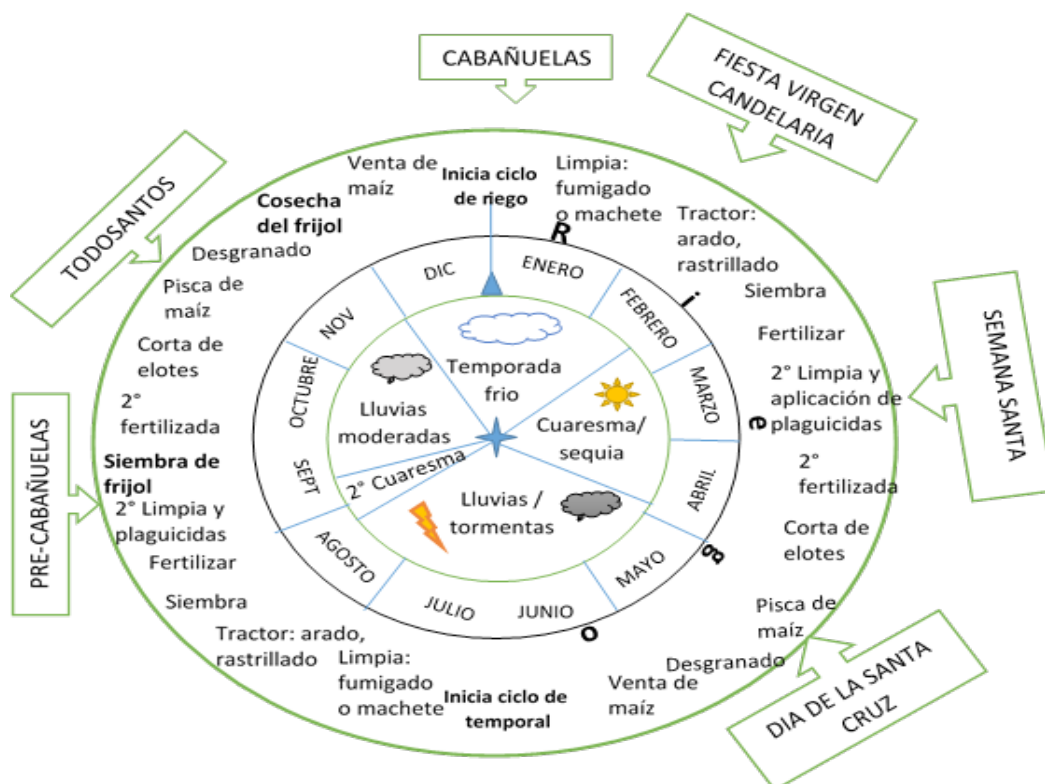 CABAÑUELAS
FIESTA VIRGEN
CANDELARIA
TODOSANTOS
SEMANA SANTA
PRE-CABAÑUELAS
DIA DE LA SANTA
CRUZ
Inicia ciclo
de riego
Limpia:
fumigado
o machete
Tractor:
arado,
rastrillado
Siembra
Fertilizar
2° Limpia y
aplicación de
plaguicidas
2°
fertilizada
Corta de
elotes
Pisca de
maíz
Desgranado
Venta de
maíz
Inicia ciclo de
temporal
Limpia:
fumigado
o machete
Tractor: arado,
rastrillado
Siembra
Fertilizar
2° Limpia y
plaguicidas
Siembra de
frijol
2°
fertilizada
Corta de
elotes
Pisca de
maíz
Desgranado
Cosecha
del frijol
Venta de
maíz
R
i
e
g
o
ENERO
FEBRERO
MARZO
ABRIL
MAYO
JUNIO
JULIO
AGOSTO
SEPT
OCTUBRE
NOV
DIC
Temporada
frio
Cuaresma/
sequia
Lluvias /
tormentas
2° Cuaresma
Lluvias
moderadas